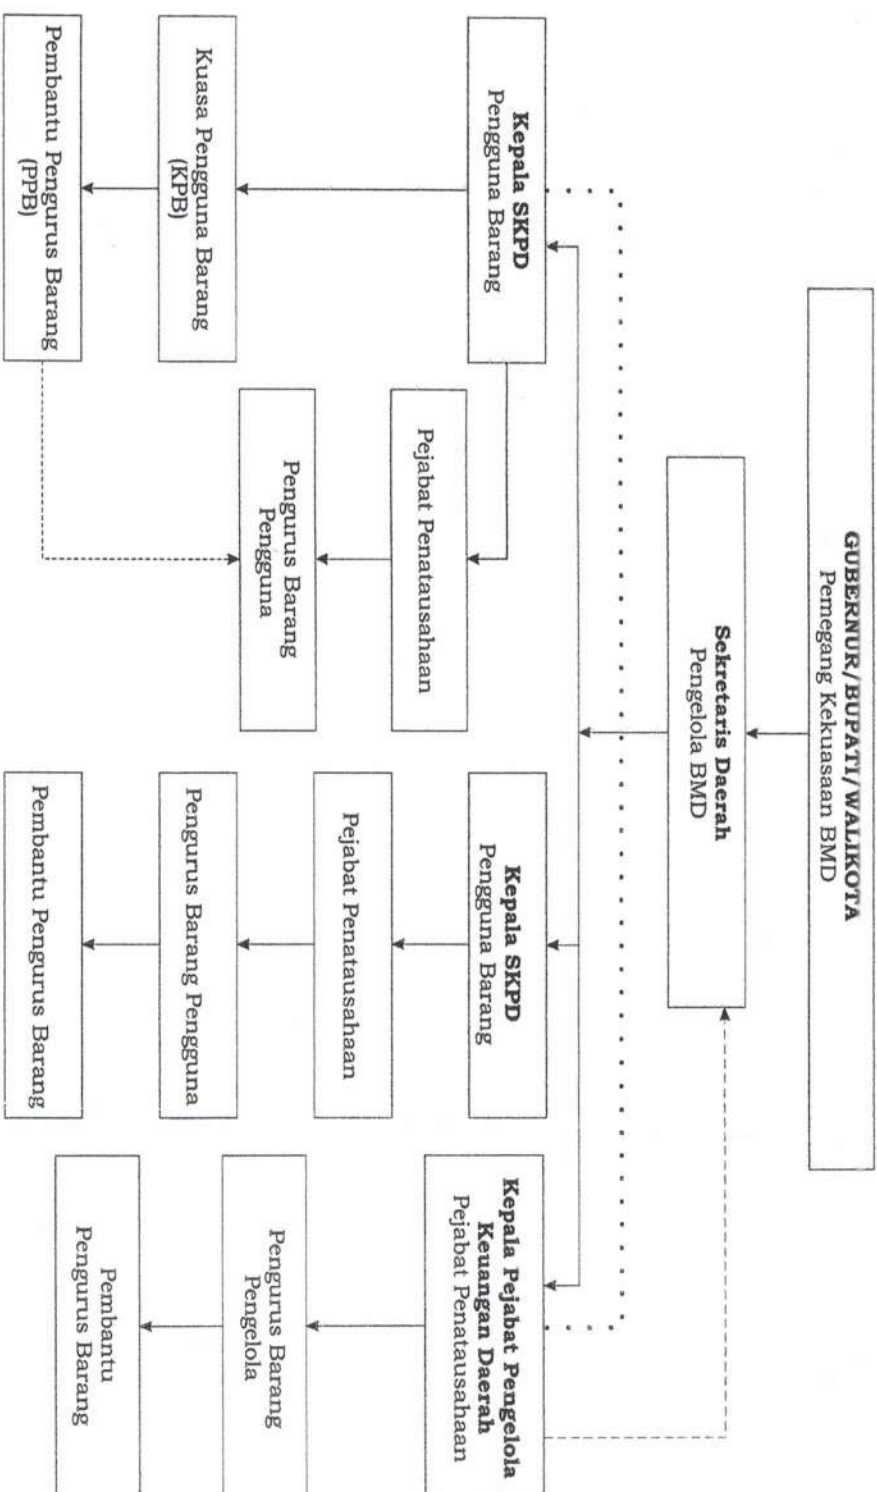 GUBERNUR/BUPATI/WALIKOTA
Pemegang Kekuasaan BMD
Sekretaris Daerah
Pengelola BMD
Kepala SKPD
Pengguna Barang
Kuasa Pengguna Barang
(KPB)
Pembantu Pengurus Barang
(PPB)
Pejabat Penatausahaan
Pengurus Barang
Pengguna
Kepala SKPD
Pengguna Barang
Pejabat Penatausahaan
Pengurus Barang Pengguna
Pembantu Pengurus Barang
Kepala Pejabat Pengelola
Keuangan Daerah
Pejabat Penatausahaan
Pengurus Barang
Pengelola
Pembantu
Pengurus Barang